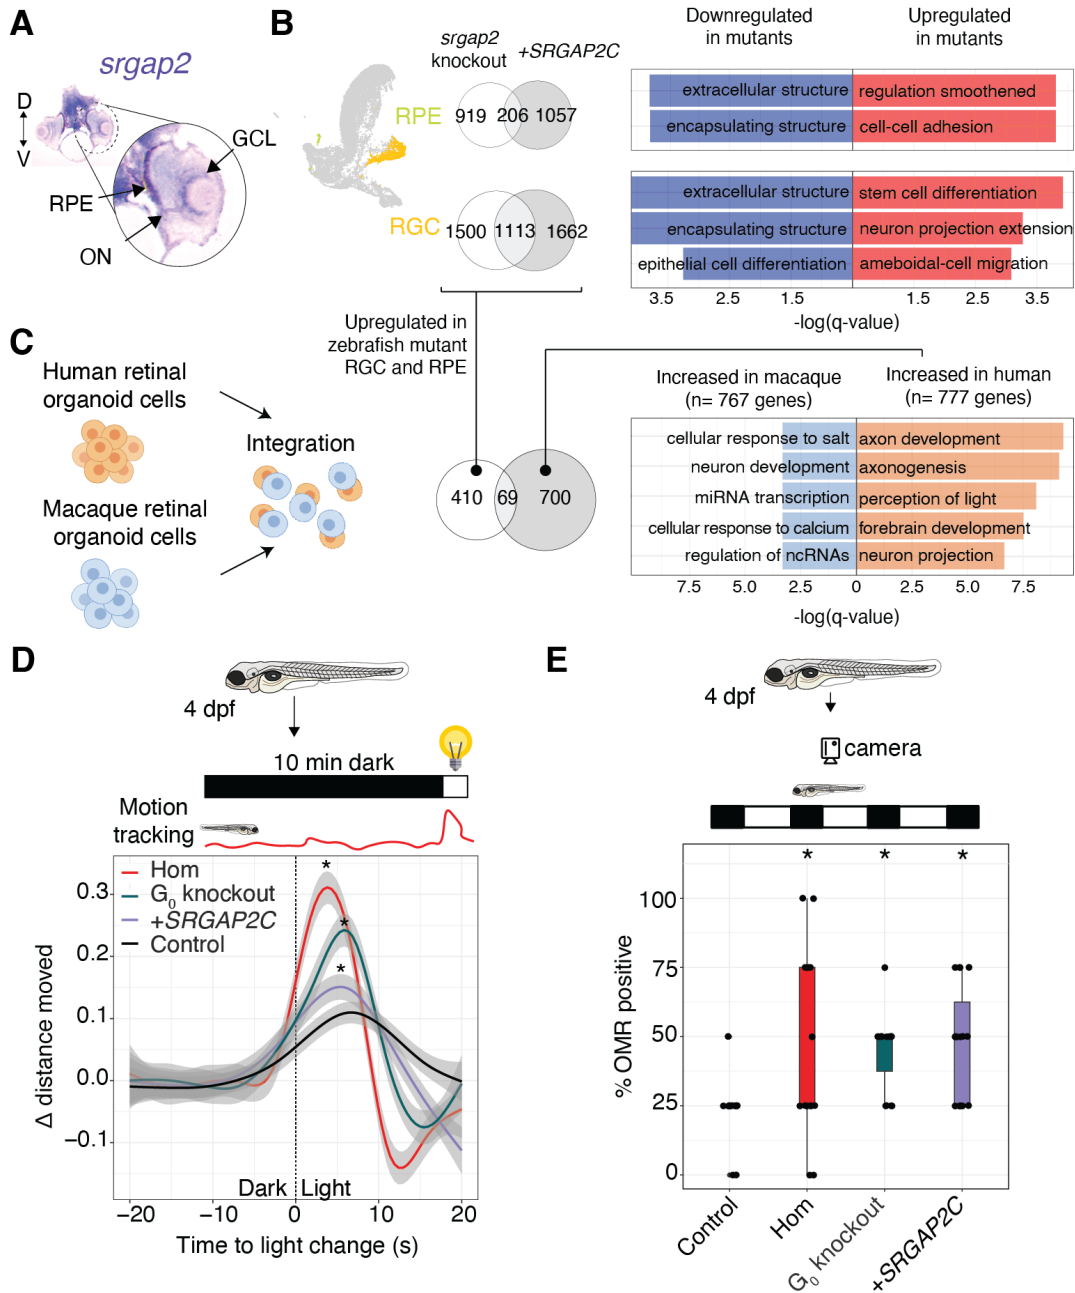 A
srgap2
D
V
GCL
RPE
ON
B
srgap2
knockout
+SRGAP2C
RPE
919 206 1057
RGC
1500 1113 1662
Downregulated
in mutants
Upregulated
in mutants
extracellular structure
regulation smoothened
encapsulating structure
cell-cell adhesion
extracellular structure
stem cell differentiation
encapsulating structure
neuron projection extension
epithelial cell differentiation
ameboidal-cell migration
3.5 2.5 1.5 1.5 2.5 3.5
-log(q-value)
Upregulated in
zebrafish mutant
RGC and RPE
C
Human retinal
organoid cells
Integration
Macaque retinal
organoid cells
410 69 700
Increased in macaque
(n= 767 genes)
Increased in human
(n= 777 genes)
cellular response to salt
axon development
neuron development
axonogenesis
miRNA transcription
perception of light
cellular response to calcium
forebrain development
regulation of ncRNAs
neuron projection
7.5 5.0 2.5 0 2.5 5.0 7.5
-log(q-value)
D
4 dpf
10 min dark
Motion
tracking
Hom
G0 knockout
+SRGAP2C
Control
*
*
*
0.3
0.2
0.1
0.0
−0.1
Δ distance moved
Dark Light
−20 −10 0 10 20
Time to light change (s)
E
4 dpf
camera
* * *
100
75
50
25
0
% OMR positive
Control
Hom
G0 knockout
+SRGAP2C